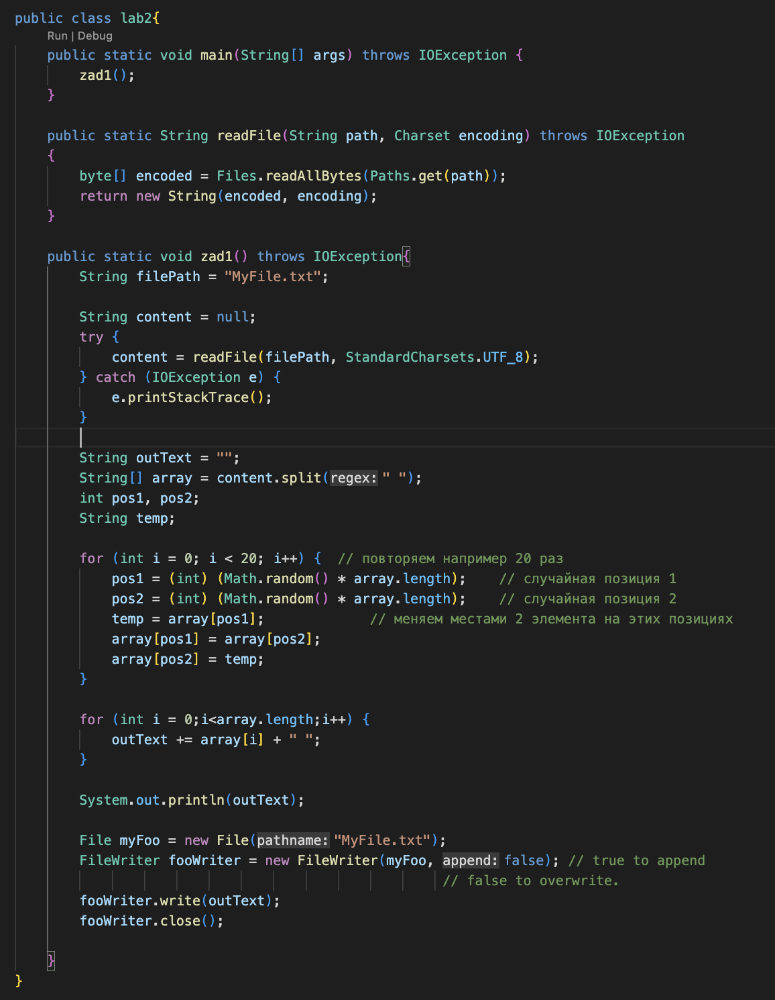 public class lab2{
Run | Debug
    public static void main(String[] args) throws IOException {
        zad1();
    }
    public static String readFile(String path, Charset encoding) throws IOException
    {
        byte[] encoded = Files.readAllBytes(Paths.get(path));
        return new String(encoded, encoding);
    }
    public static void zad1() throws IOException{
        String filePath = "MyFile.txt";
        String content = null;
        try {
            content = readFile(filePath, StandardCharsets.UTF_8);
        } catch (IOException e) {
            e.printStackTrace();
        }
        String outText = "";
        String[] array = content.split(regex:" ");
        int pos1, pos2;
        String temp;
        for (int i = 0; i < 20; i++) {  // повторяем например 20 раз
            pos1 = (int) (Math.random() * array.length);    // случайная позиция 1
            pos2 = (int) (Math.random() * array.length);    // случайная позиция 2
            temp = array[pos1];             // меняем местами 2 элемента на этих позициях
            array[pos1] = array[pos2];
            array[pos2] = temp;
        }
        for (int i = 0;i<array.length;i++) {
            outText += array[i] + " ";
        }
        System.out.println(outText);
        File myFoo = new File(pathname:"MyFile.txt");
        FileWriter fooWriter = new FileWriter(myFoo, append:false); // true to append
                                                     // false to overwrite.
        fooWriter.write(outText);
        fooWriter.close();
    }
}